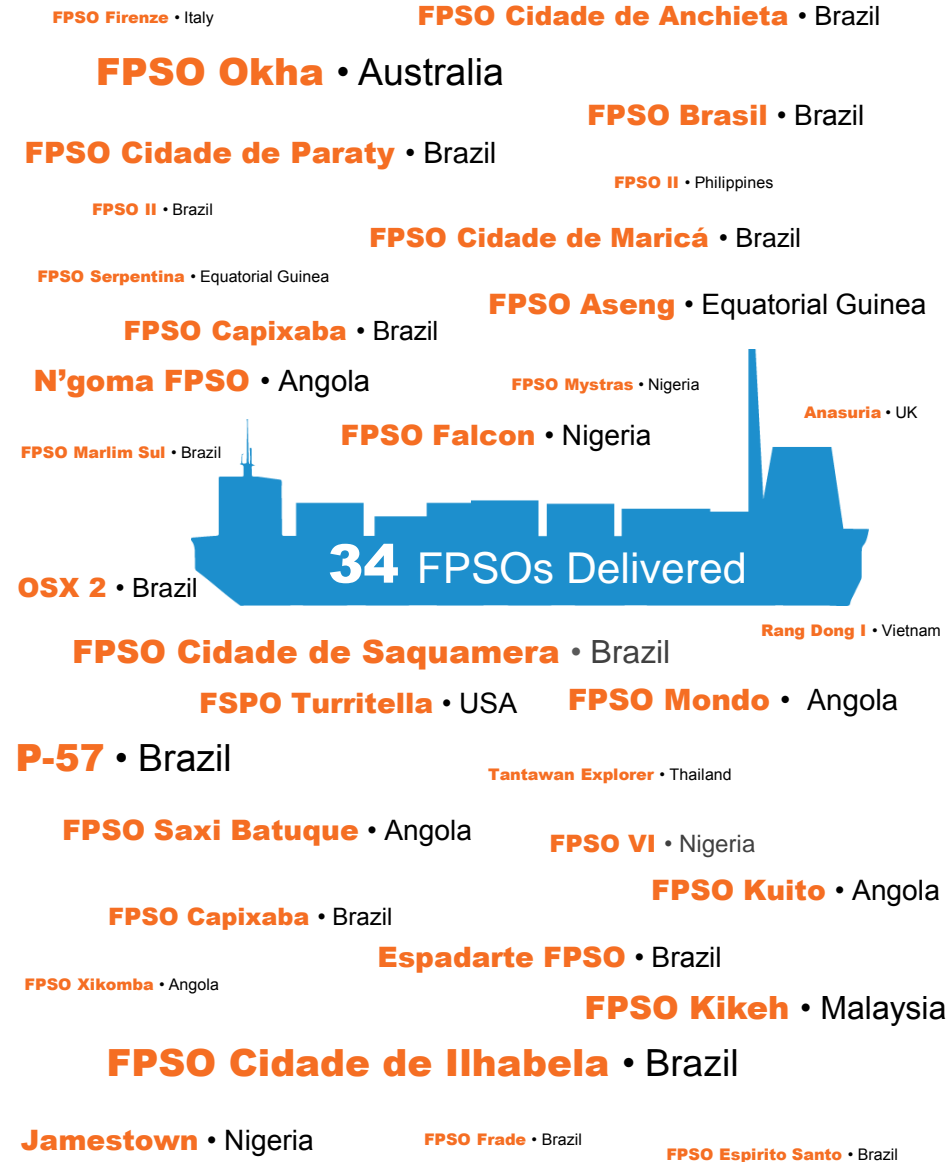 FPSO Firenze • Italy
FPSO Cidade de Anchieta • Brazil
FPSO Okha • Australia
FPSO Brasil • Brazil
FPSO Cidade de Paraty • Brazil
FPSO II • Philippines
FPSO II • Brazil
FPSO Cidade de Maricá • Brazil
FPSO Serpentina • Equatorial Guinea
FPSO Aseng • Equatorial Guinea
FPSO Capixaba • Brazil
N'goma FPSO • Angola
FPSO Mystras • Nigeria
Anasuria • UK
FPSO Falcon • Nigeria
FPSO Marlim Sul • Brazil
34 FPSOs Delivered
OSX 2 • Brazil
Rang Dong I • Vietnam
FPSO Cidade de Saquamera • Brazil
FSPO Turritella • USA
FPSO Mondo • Angola
P-57 • Brazil
Tantawan Explorer • Thailand
FPSO Saxi Batuque • Angola
FPSO VI • Nigeria
FPSO Kuito • Angola
FPSO Capixaba • Brazil
Espadarte FPSO • Brazil
FPSO Xikomba • Angola
FPSO Kikeh • Malaysia
FPSO Cidade de Ilhabela • Brazil
Jamestown • Nigeria
FPSO Frade • Brazil
FPSO Espirito Santo • Brazil